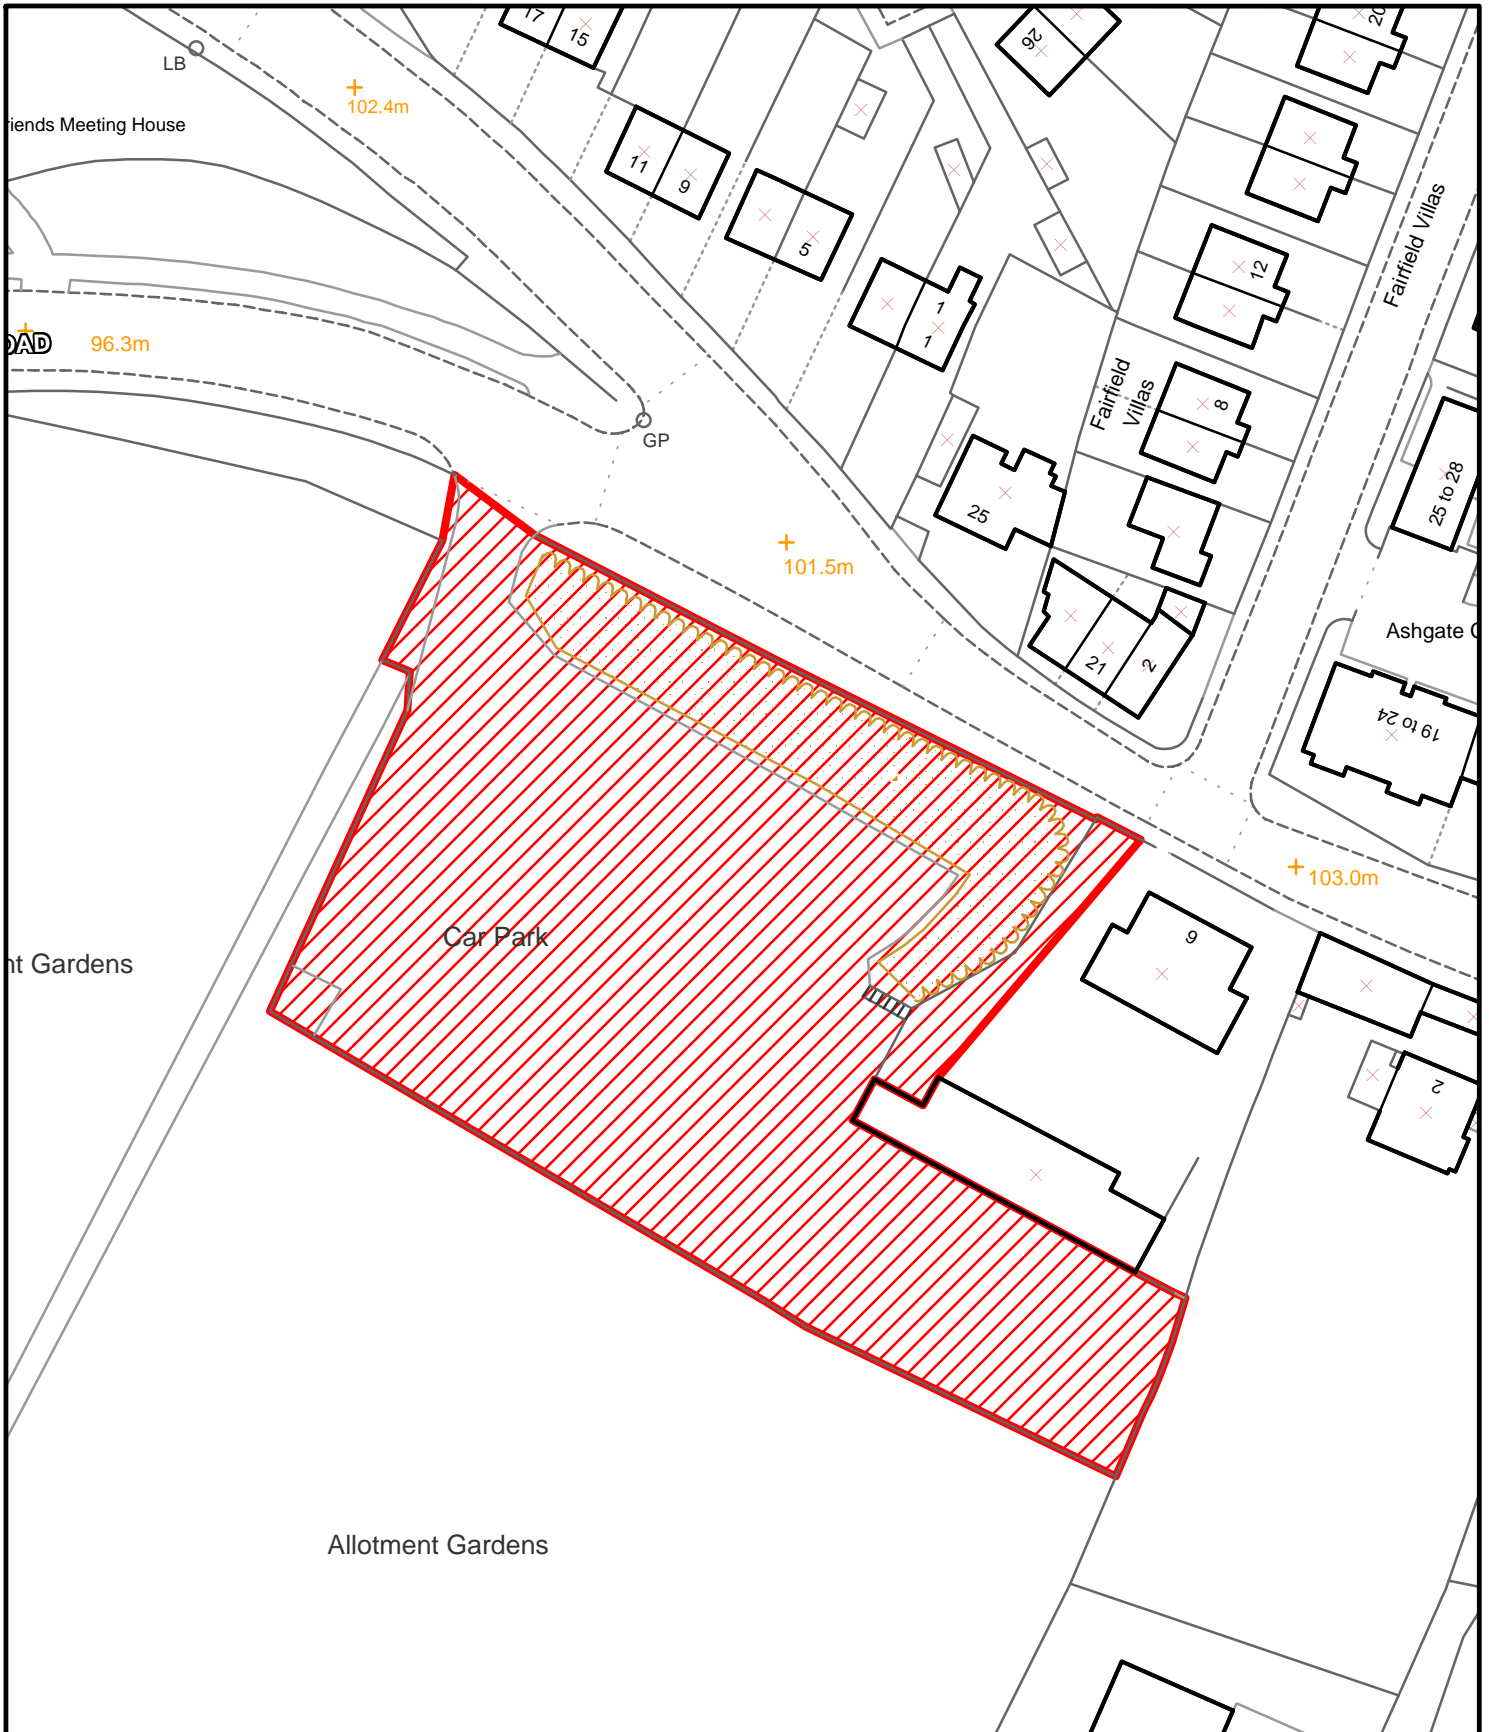 17
15
20
26
LB
102.4m
riends Meeting House
11
9
5
12
Fairfield Villas
1
1
OAD
96.3m
Fairfield
Villas
8
GP
25
25 to 28
101.5m
21
2
Ashgate
19 to 24
103.0m
Car Park
9
nt Gardens
2
Allotment Gardens